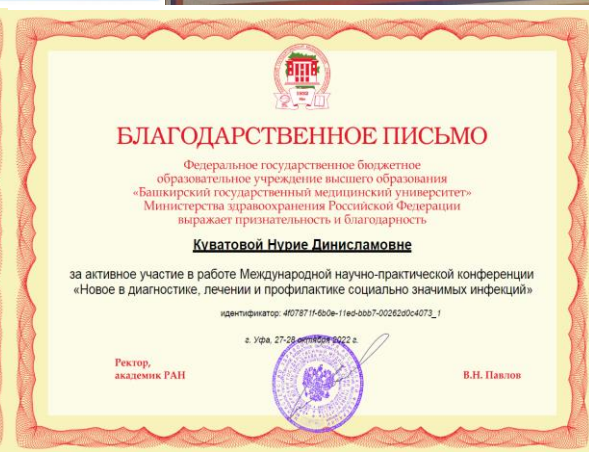 БЛАГОДАРСТВЕННОЕ ПИСЬМО
Федеральное государственное бюджетное
образовательное учреждение высшего образования
«Башкирский государственный медицинский университет»
Министерства здравоохранения Российской Федерации
выражает признательность и благодарность
Куватовой Нурие Динисламовне
за активное участие в работе Международной научно-практической конференции
«Новое в диагностике, лечении и профилактике социально значимых инфекций»
идентификатор: 4f07871f-6b0e-11ed-bbb7-00262d0c4073_1
г. Уфа, 27-28 октября 2022 г.
Ректор,
академик РАН
В.Н. Павлов